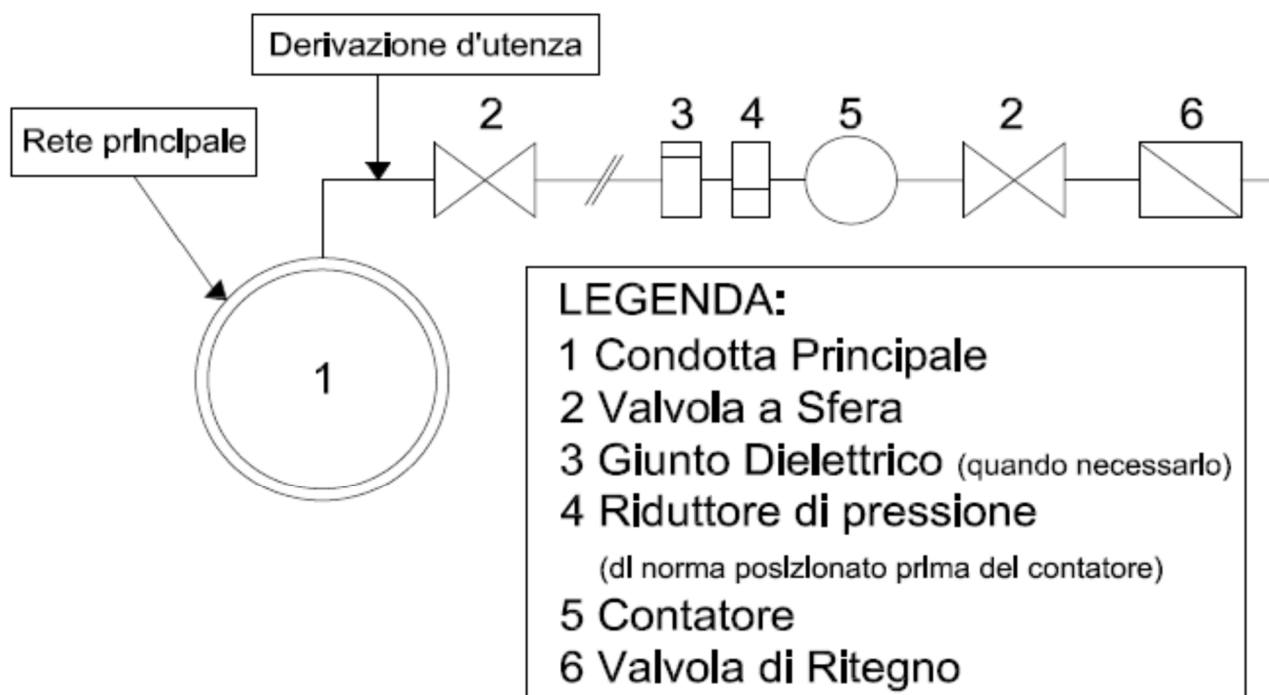 Derivazione d'utenza
Rete principale
2 3 4 5 2 6
1
LEGENDA:
1 Condotta Principale
2 Valvola a Sfera
3 Giunto Dielettrico (quando necessario)
4 Riduttore di pressione
(di norma posizionato prima del contatore)
5 Contatore
6 Valvola di Ritegno